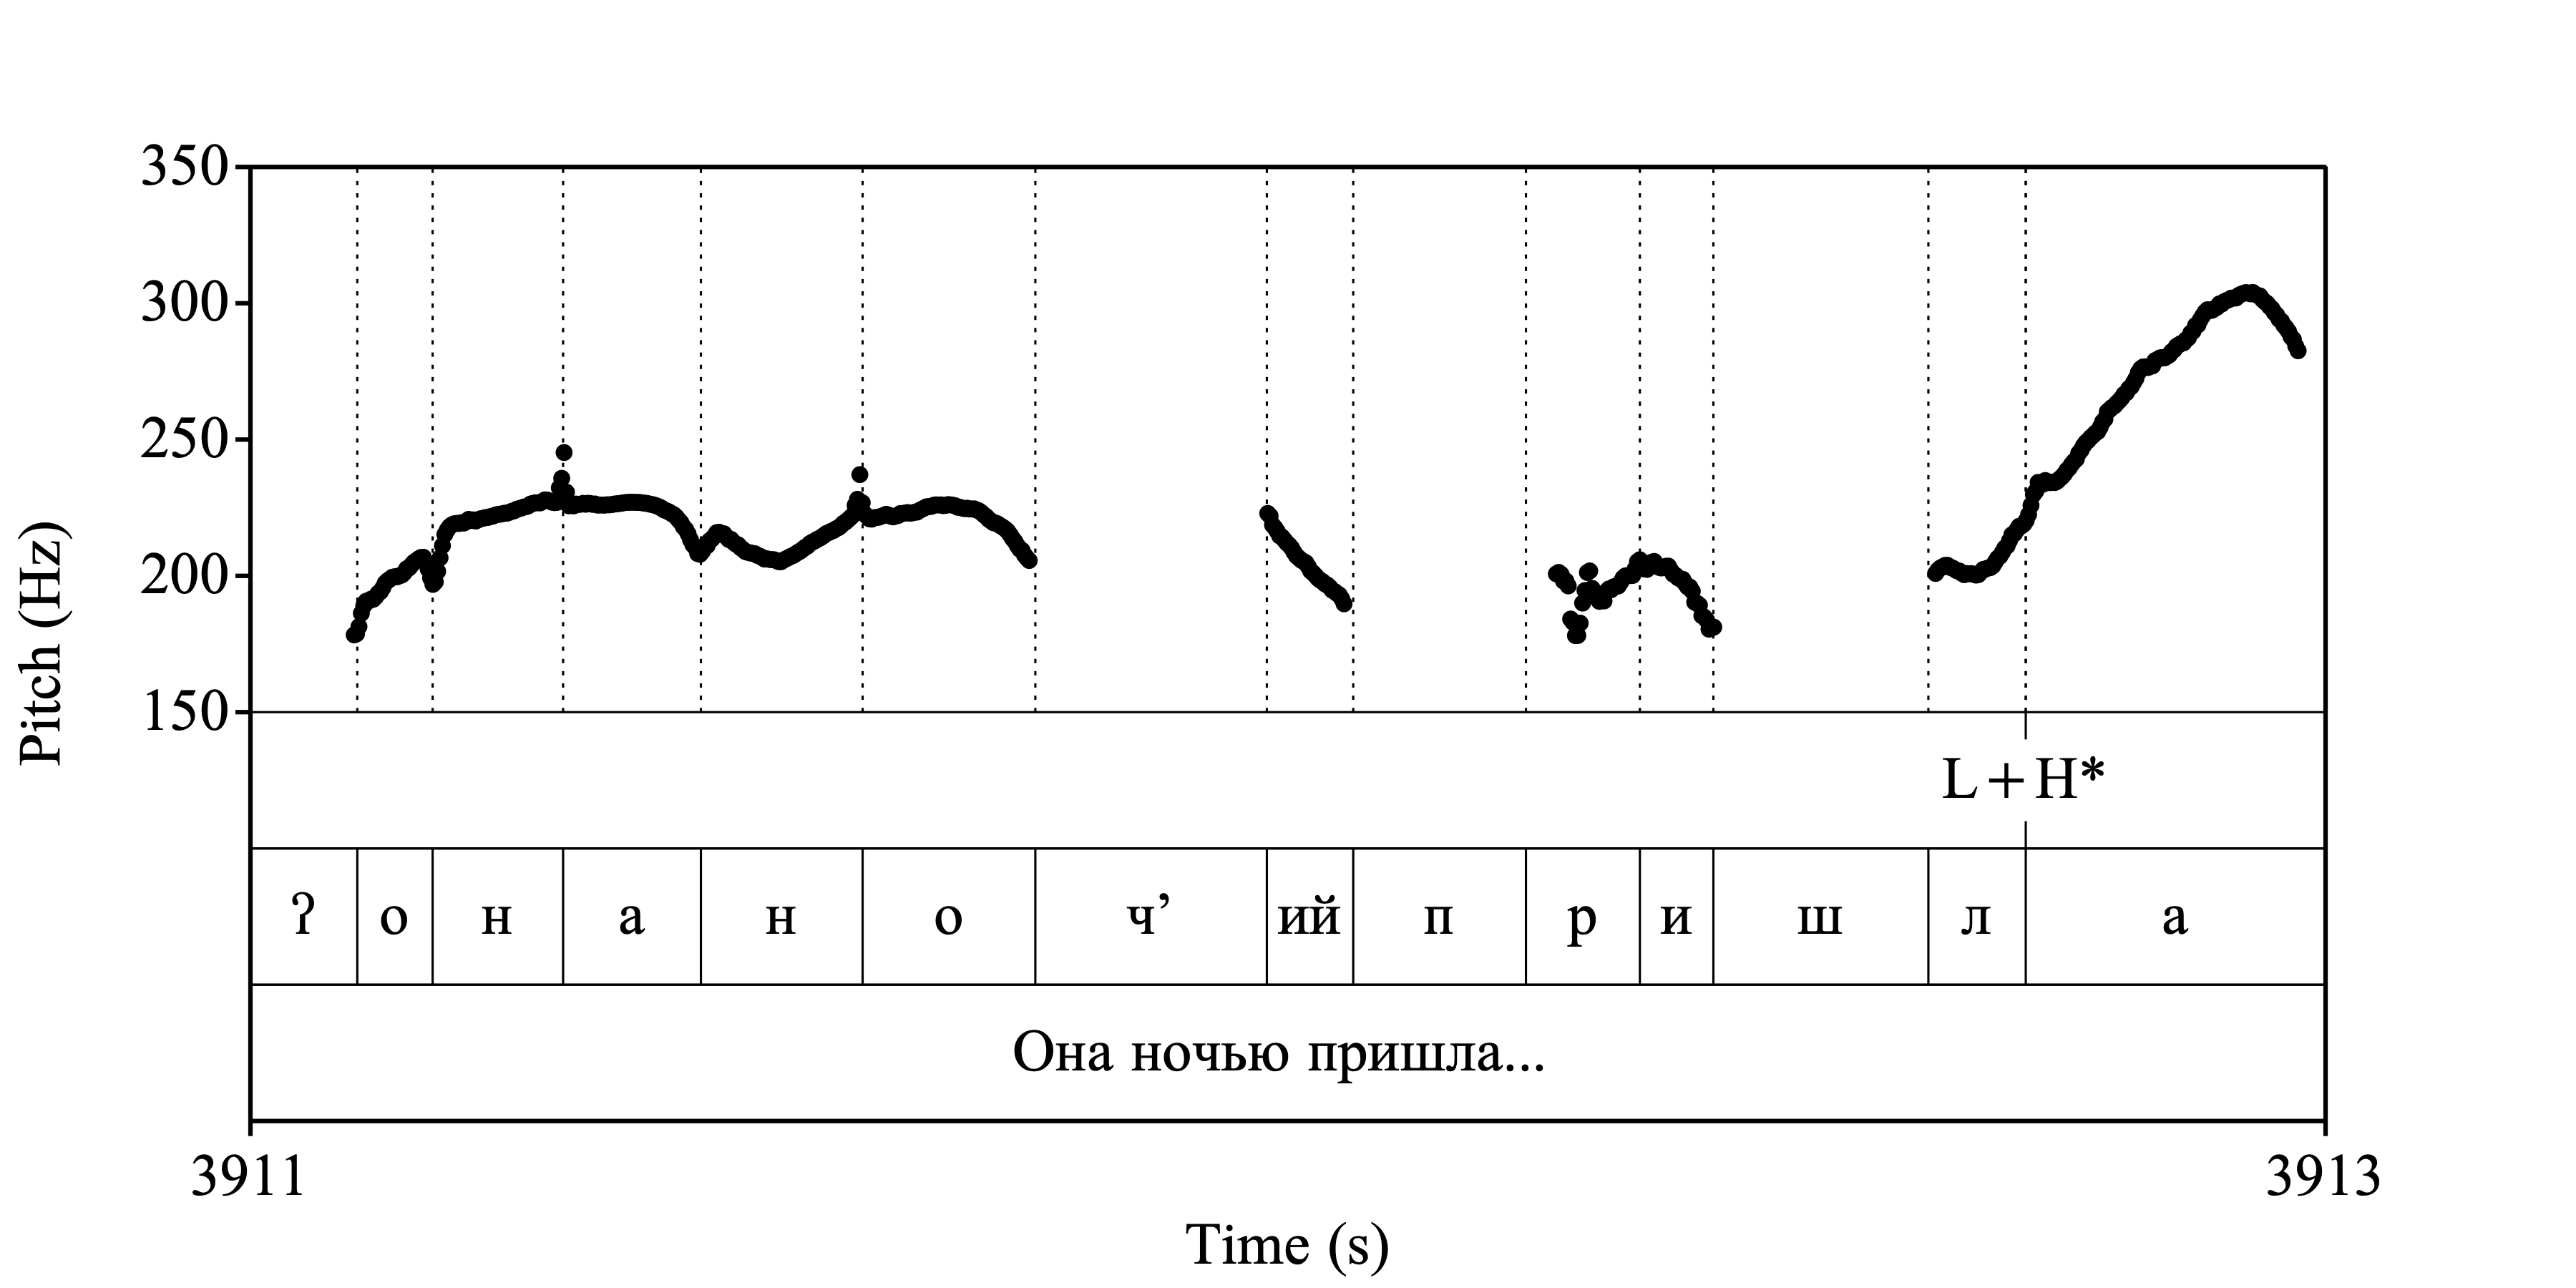 350
300
250
200
150
Pitch (Hz)
L+H*
ʔ о н а н о ч’ ий п р и ш л а
Она ночью пришла...
3911 3913
Time (s)